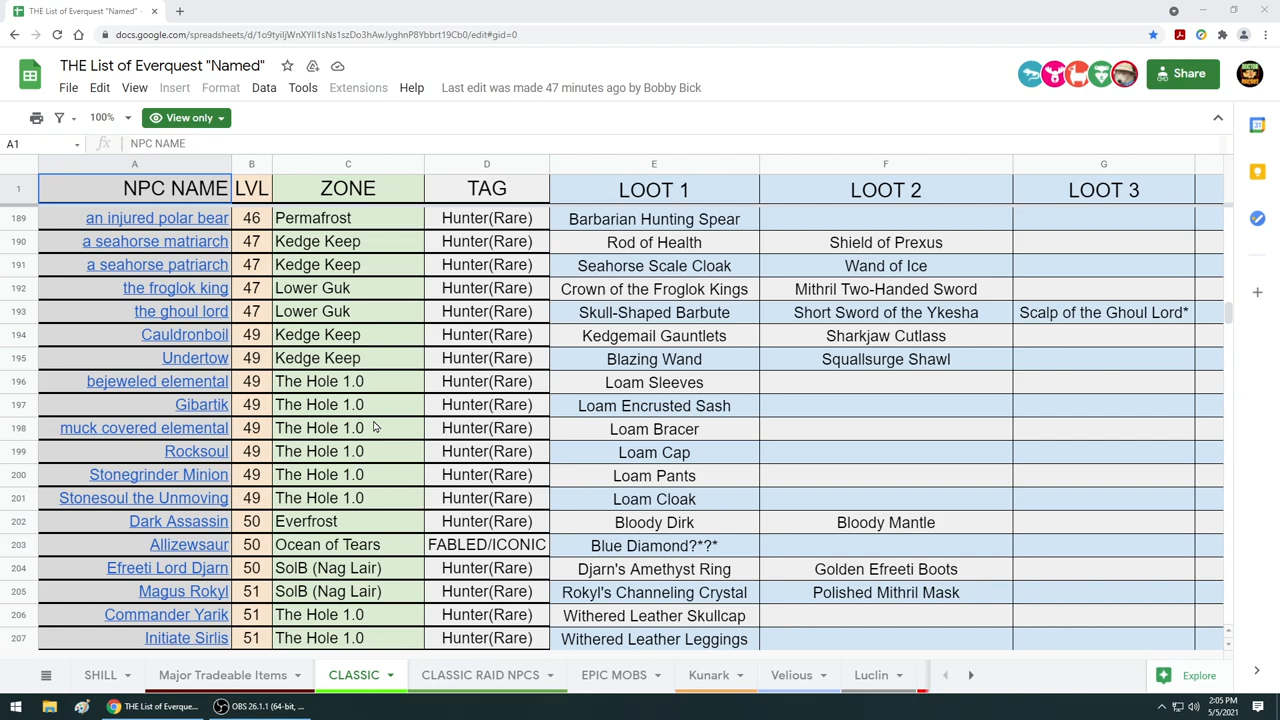 THE List of Everquest "Named" -
docs.google.com/spreadsheets/d/1o9tyiIjWnXYII1sNs1szDo3hAwJyghnP8Ybbrt19Cb0/edit#gid=0
THE List of Everquest "Named"
File Edit View Insert Format Data Tools Extensions Help Last edit was made 47 minutes ago by Bobby Bick
Share
100% View only
A1 fx NPC NAME
A B C D E F G
1 NPC NAME LVL ZONE TAG LOOT 1 LOOT 2 LOOT 3
189 an injured polar bear 46 Permafrost Hunter(Rare) Barbarian Hunting Spear
190 a seahorse matriarch 47 Kedge Keep Hunter(Rare) Rod of Health Shield of Prexus
191 a seahorse patriarch 47 Kedge Keep Hunter(Rare) Seahorse Scale Cloak Wand of Ice
192 the froglok king 47 Lower Guk Hunter(Rare) Crown of the Froglok Kings Mithril Two-Handed Sword
193 the ghoul lord 47 Lower Guk Hunter(Rare) Skull-Shaped Barbute Short Sword of the Ykesha Scalp of the Ghoul Lord*
194 Cauldronboil 49 Kedge Keep Hunter(Rare) Kedgemail Gauntlets Sharkjaw Cutlass
195 Undertow 49 Kedge Keep Hunter(Rare) Blazing Wand Squallsurge Shawl
196 bejeweled elemental 49 The Hole 1.0 Hunter(Rare) Loam Sleeves
197 Gibartik 49 The Hole 1.0 Hunter(Rare) Loam Encrusted Sash
198 muck covered elemental 49 The Hole 1.0 Hunter(Rare) Loam Bracer
199 Rocksoul 49 The Hole 1.0 Hunter(Rare) Loam Cap
200 Stonegrinder Minion 49 The Hole 1.0 Hunter(Rare) Loam Pants
201 Stonesoul the Unmoving 49 The Hole 1.0 Hunter(Rare) Loam Cloak
202 Dark Assassin 50 Everfrost Hunter(Rare) Bloody Dirk Bloody Mantle
203 Allizewsaur 50 Ocean of Tears FABLED/ICONIC Blue Diamond?*?*
204 Efreeti Lord Djarn 50 SolB (Nag Lair) Hunter(Rare) Djarn's Amethyst Ring Golden Efreeti Boots
205 Magus Rokyl 51 SolB (Nag Lair) Hunter(Rare) Rokyl's Channeling Crystal Polished Mithril Mask
206 Commander Yarik 51 The Hole 1.0 Hunter(Rare) Withered Leather Skullcap
207 Initiate Sirlis 51 The Hole 1.0 Hunter(Rare) Withered Leather Leggings
SHILL Major Tradeable Items CLASSIC CLASSIC RAID NPCS EPIC MOBS Kunark Velious Luclin Explore
THE List of Everque... OBS 26.1.1 (64-bit, ... 2:05 PM
5/5/2021